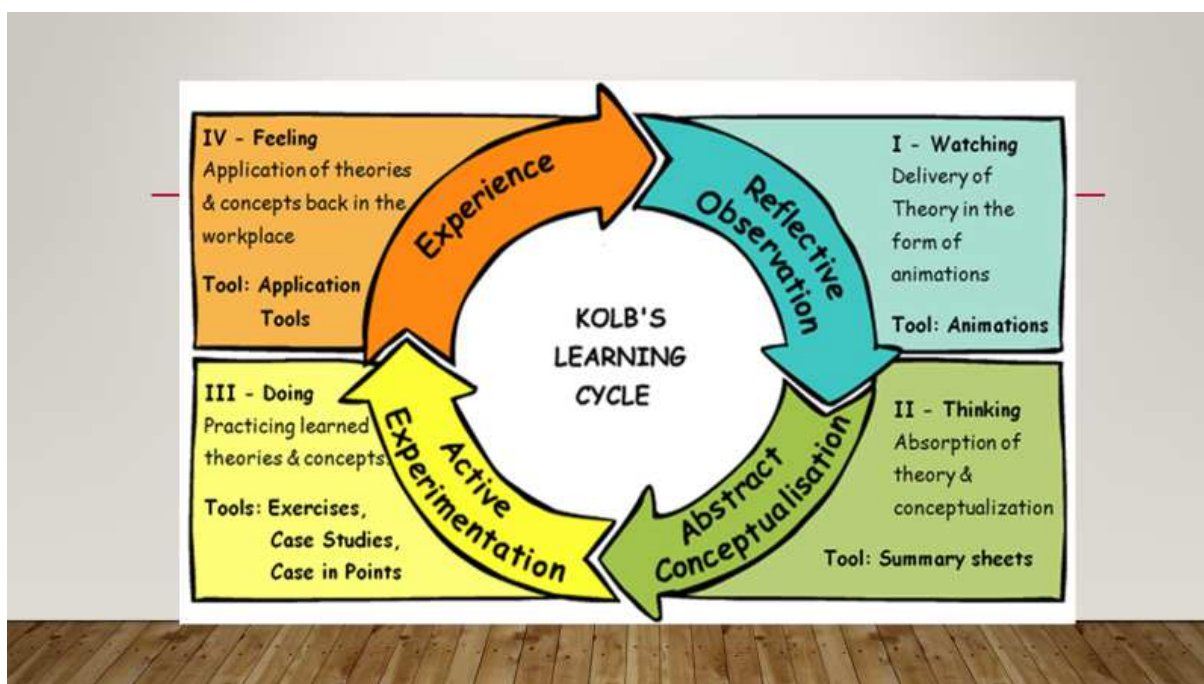 IV - Feeling
Application of theories
& concepts back in the
workplace
Tool: Application
Tools
Experience
Reflective
Observation
I - Watching
Delivery of
Theory in the
form of
animations
Tool: Animations
KOLB'S
LEARNING
CYCLE
III - Doing
Practicing learned
theories & concepts.
Tools: Exercises,
Case Studies,
Case in Points
Active
Experimentation
Abstract
Conceptualisation
II - Thinking
Absorption of
theory &
conceptualization
Tool: Summary sheets